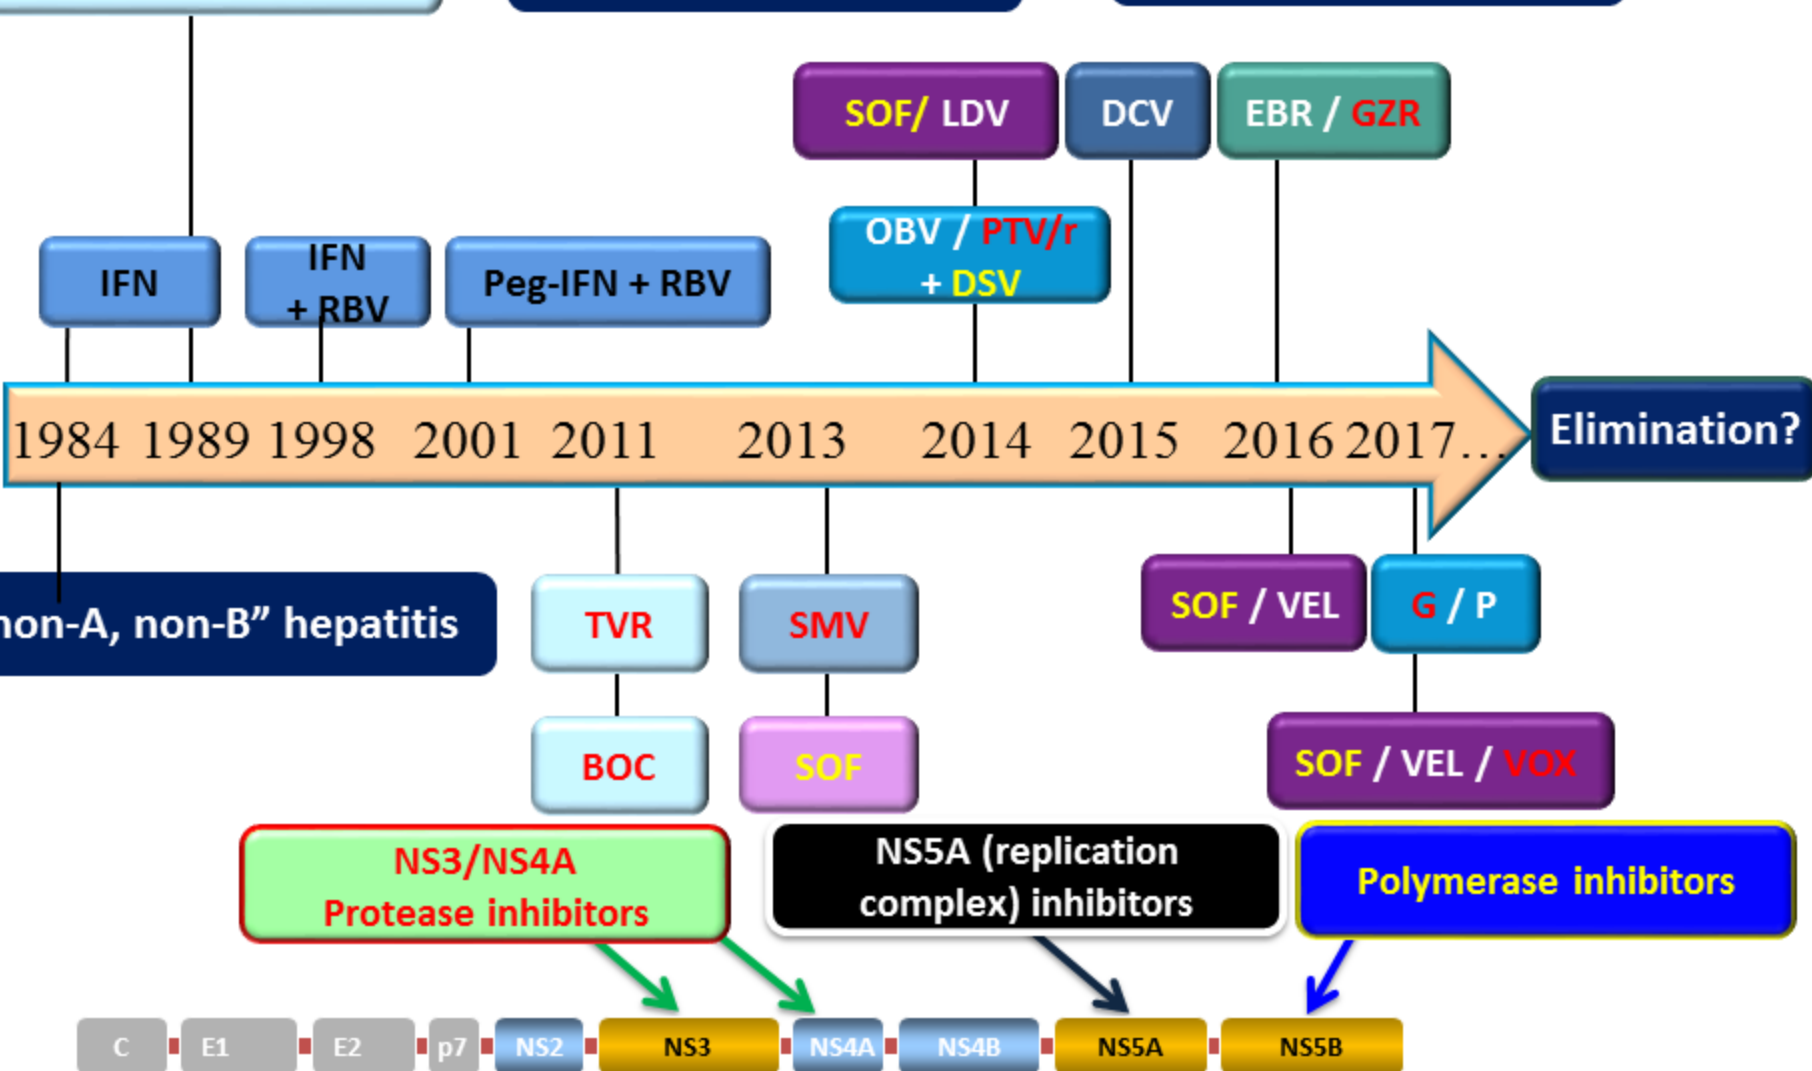 SOF/ LDV
DCV
EBR / GZR
OBV / PTV/r
+ DSV
IFN
IFN
+ RBV
Peg-IFN + RBV
1984 1989 1998 2001 2011 2013 2014 2015 2016 2017...
Elimination?
non-A, non-B” hepatitis
TVR
SMV
SOF / VEL
G / P
BOC
SOF
SOF / VEL / VOX
NS3/NS4A
Protease inhibitors
NS5A (replication
complex) inhibitors
Polymerase inhibitors
C E1 E2 p7 NS2 NS3 NS4A NS4B NS5A NS5B